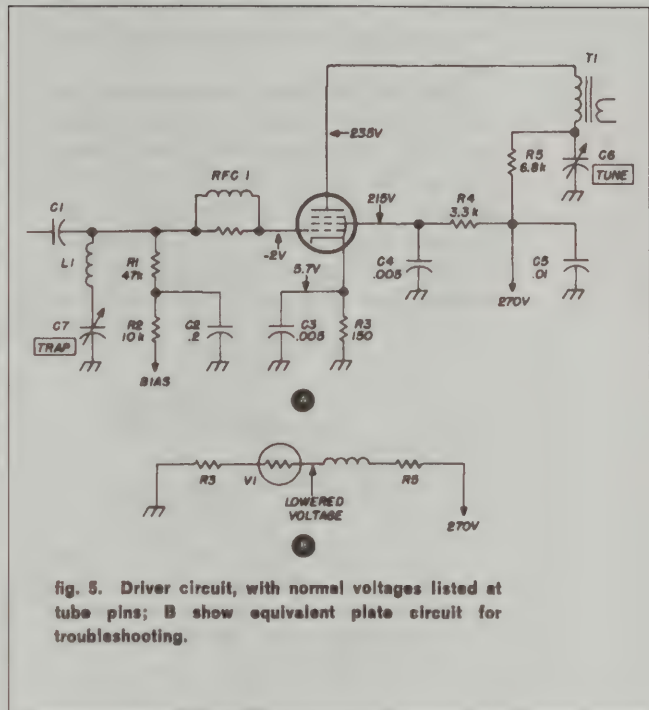 T1
235V
R5
6.8k
C6
TUNE
RFC 1
C1
215V
R4
3.3k
-2V
L1
R1
47k
5.7V
C4
.005
C5
.01
270V
C7
TRAP
R2
10k
C2
.2
C3
.005
R3
150
BIAS
R3
V1
LOWERED
VOLTAGE
R5
270V
fig. 5. Driver circuit, with normal voltages listed at
tube pins; B show equivalent plate circuit for
troubleshooting.